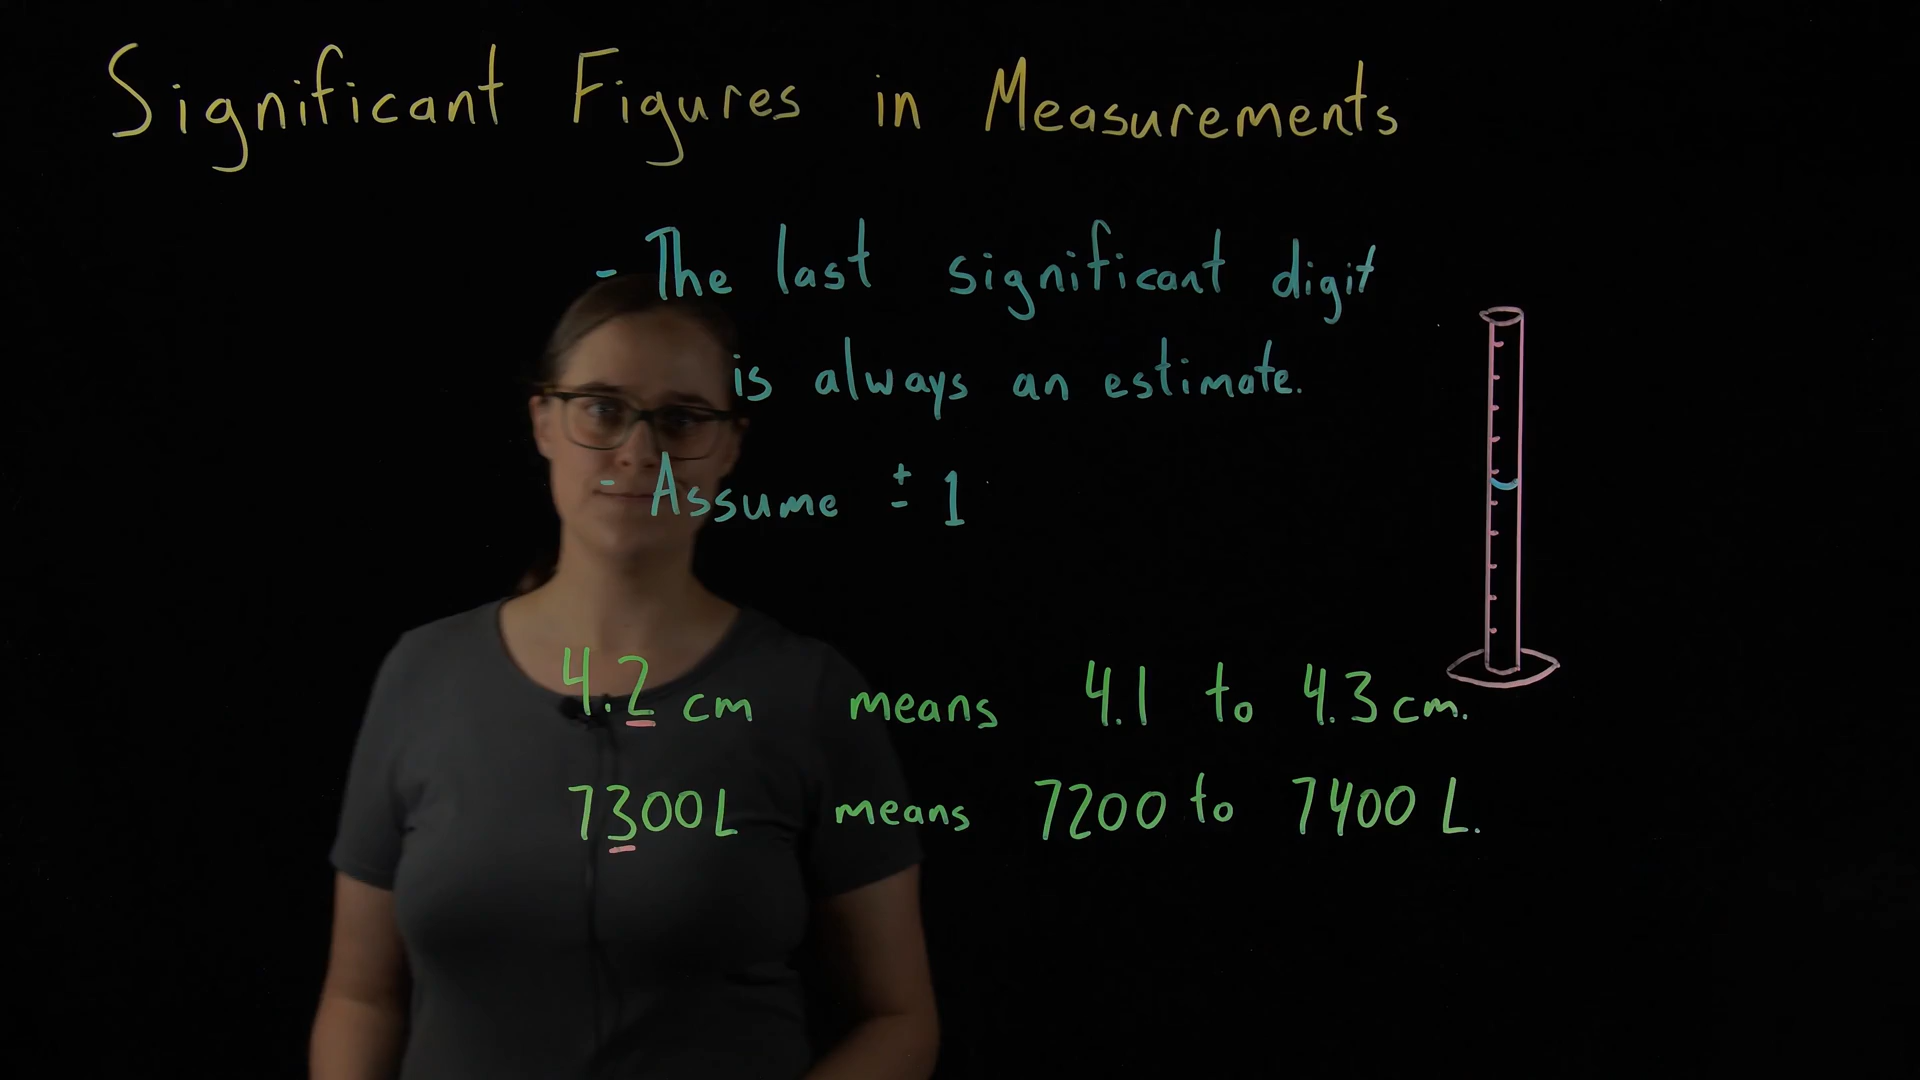 Significant Figures in Measurements
- The last significant digit
is always an estimate.
- Assume ± 1
4.2 cm means 4.1 to 4.3 cm.
7300 L means 7200 to 7400 L.